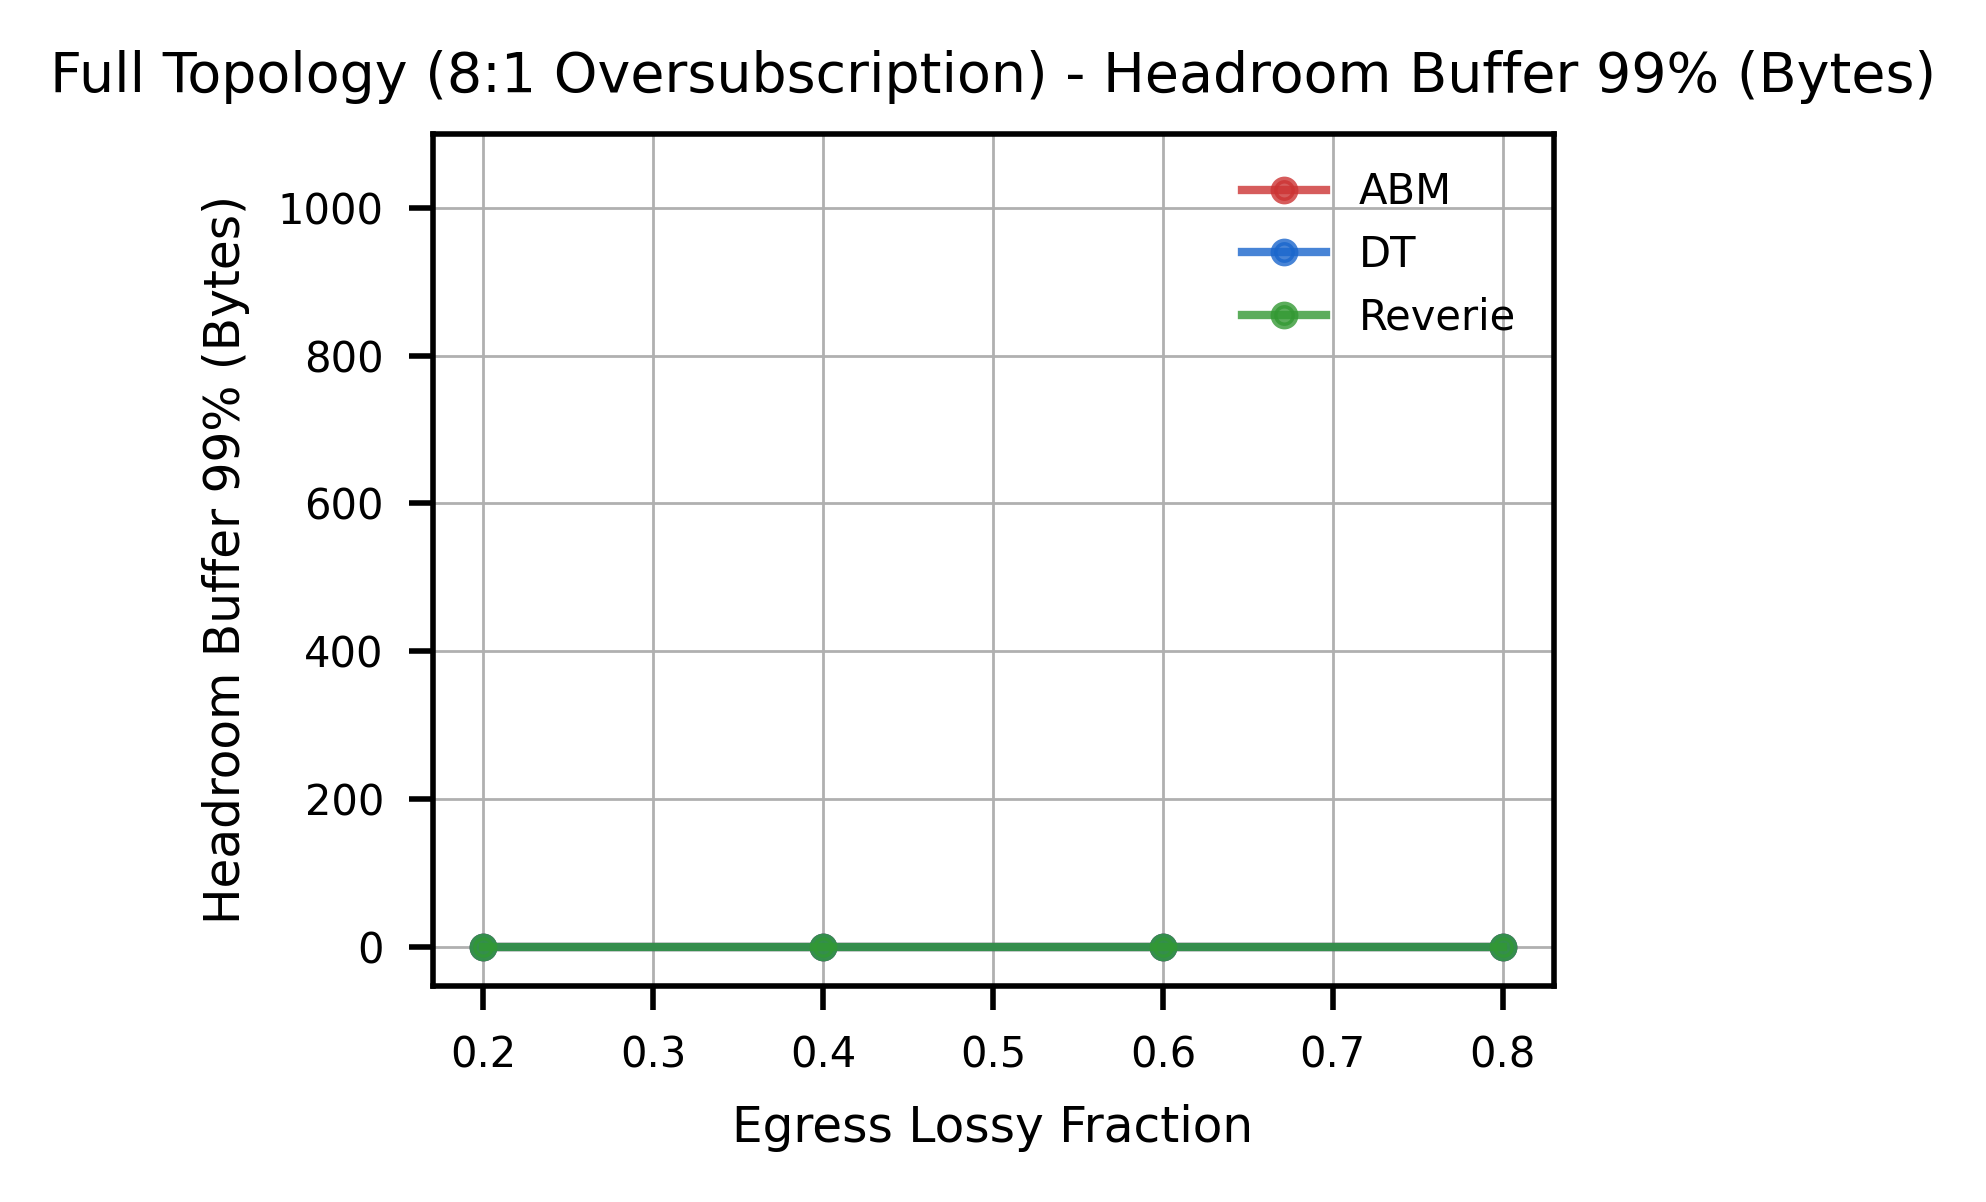 Full Topology (8:1 Oversubscription) - Headroom Buffer 99% (Bytes)
Headroom Buffer 99% (Bytes)
1000
800
600
400
200
0
ABM
DT
Reverie
0.2 0.3 0.4 0.5 0.6 0.7 0.8
Egress Lossy Fraction